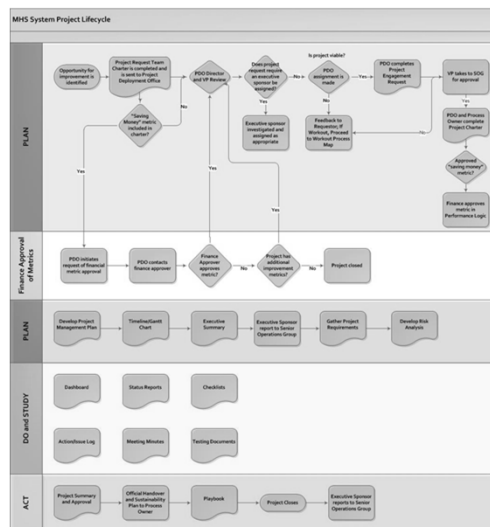 MHS System Project Lifecycle
PLAN
Opportunity for
improvement is
identified
Project Request Team
Charter is completed and
is sent to Project
Deployment Office
PDO Director
and VP Review
Does
project request require
an executive
sponsor be
assigned?
No
Is project viable?
PDO
assignment is
made
Yes
PDO completes
Project
Engagement
Request
VP takes to SOG
for approval
"Saving
Money" metric
included in
charter?
No
Yes
Executive sponsor
investigated and
assigned as
appropriate
No
Feedback to
Requestor; If
Workout, Proceed
to Workout Process
Map
No
Yes
PDO and Process
Owner complete
Project Charter
Approved
"saving money"
metric?
Yes
Finance approves
metric in
Performance Logic
Yes
Yes
Yes
Finance Approval
of Metrics
PDO initiates
request of financial
metric approval
PDO contacts
finance approver
Finance
Approver
approves
metric?
No
Project has
additional
improvement
metrics?
No
Project closed
PLAN
Develop Project
Management Plan
Timeline/Gantt
Chart
Executive
Summary
Executive Sponsor
report to Senior
Operations Group
Gather Project
Requirements
Develop Risk
Analysis
DO and STUDY
Dashboard
Status Reports
Checklists
Action/Issue Log
Meeting Minutes
Testing Documents
ACT
Project Summary
and Approval
Official Handover
and Sustainability
Plan to Process
Owner
Playbook
Project Closes
Executive Sponsor
reports to Senior
Operations Group